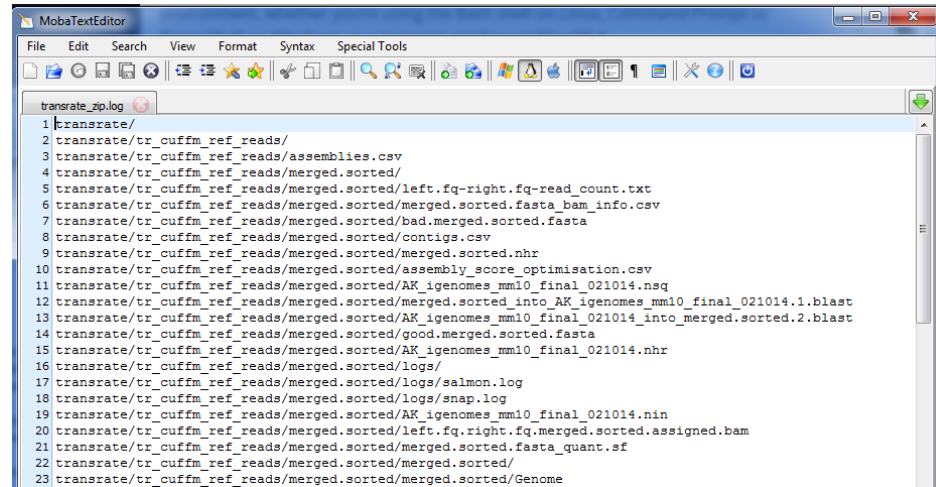 MobaTextEditor
File Edit Search View Format Syntax Special Tools
transrate_zip.log
1 transrate/
2 transrate/tr_cuffm_ref_reads/
3 transrate/tr_cuffm_ref_reads/assemblies.csv
4 transrate/tr_cuffm_ref_reads/merged.sorted/
5 transrate/tr_cuffm_ref_reads/merged.sorted/left.fq-right.fq-read_count.txt
6 transrate/tr_cuffm_ref_reads/merged.sorted/merged.sorted.fasta_bam_info.csv
7 transrate/tr_cuffm_ref_reads/merged.sorted/bad.merged.sorted.fasta
8 transrate/tr_cuffm_ref_reads/merged.sorted/contigs.csv
9 transrate/tr_cuffm_ref_reads/merged.sorted/merged.sorted.nhr
10 transrate/tr_cuffm_ref_reads/merged.sorted/assembly_score_optimisation.csv
11 transrate/tr_cuffm_ref_reads/merged.sorted/AK_igenomes_mm10_final_021014.nsq
12 transrate/tr_cuffm_ref_reads/merged.sorted/merged.sorted_into_AK_igenomes_mm10_final_021014.1.blast
13 transrate/tr_cuffm_ref_reads/merged.sorted/AK_igenomes_mm10_final_021014_into_merged.sorted.2.blast
14 transrate/tr_cuffm_ref_reads/merged.sorted/good.merged.sorted.fasta
15 transrate/tr_cuffm_ref_reads/merged.sorted/AK_igenomes_mm10_final_021014.nhr
16 transrate/tr_cuffm_ref_reads/merged.sorted/logs/
17 transrate/tr_cuffm_ref_reads/merged.sorted/logs/salmon.log
18 transrate/tr_cuffm_ref_reads/merged.sorted/logs/snap.log
19 transrate/tr_cuffm_ref_reads/merged.sorted/AK_igenomes_mm10_final_021014.nin
20 transrate/tr_cuffm_ref_reads/merged.sorted/left.fq.right.fq.merged.sorted.assigned.bam
21 transrate/tr_cuffm_ref_reads/merged.sorted/merged.sorted.fasta_quant.sf
22 transrate/tr_cuffm_ref_reads/merged.sorted/merged.sorted/
23 transrate/tr_cuffm_ref_reads/merged.sorted/merged.sorted/Genome